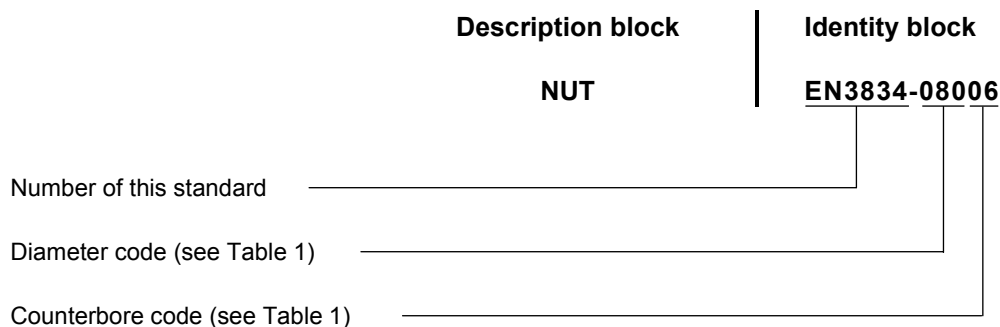 Description block Identity block
NUT EN3834-08006
Number of this standard
Diameter code (see Table 1)
Counterbore code (see Table 1)